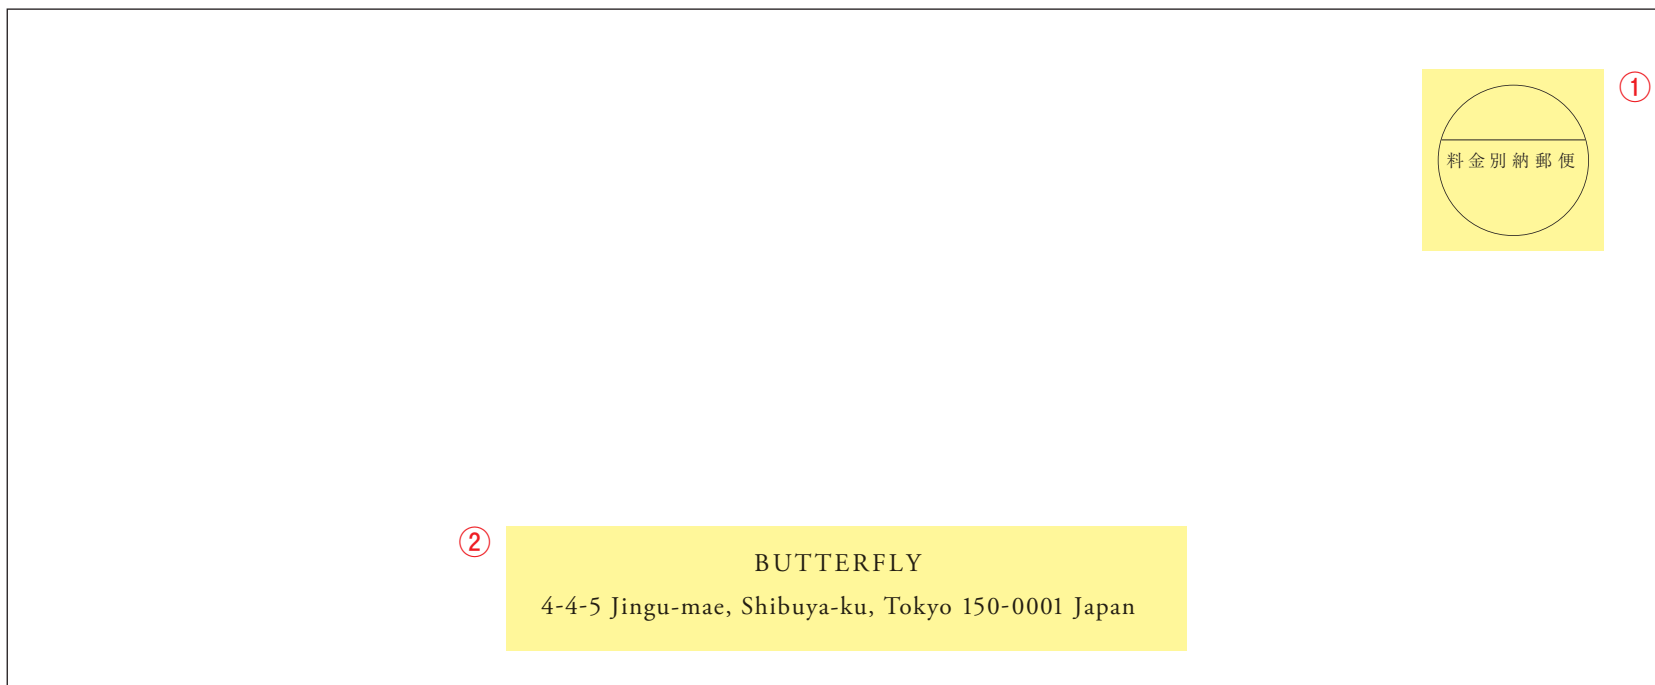 ①
料金別納郵便
②
BUTTERFLY
4-4-5 Jingu-mae, Shibuya-ku, Tokyo 150-0001 Japan